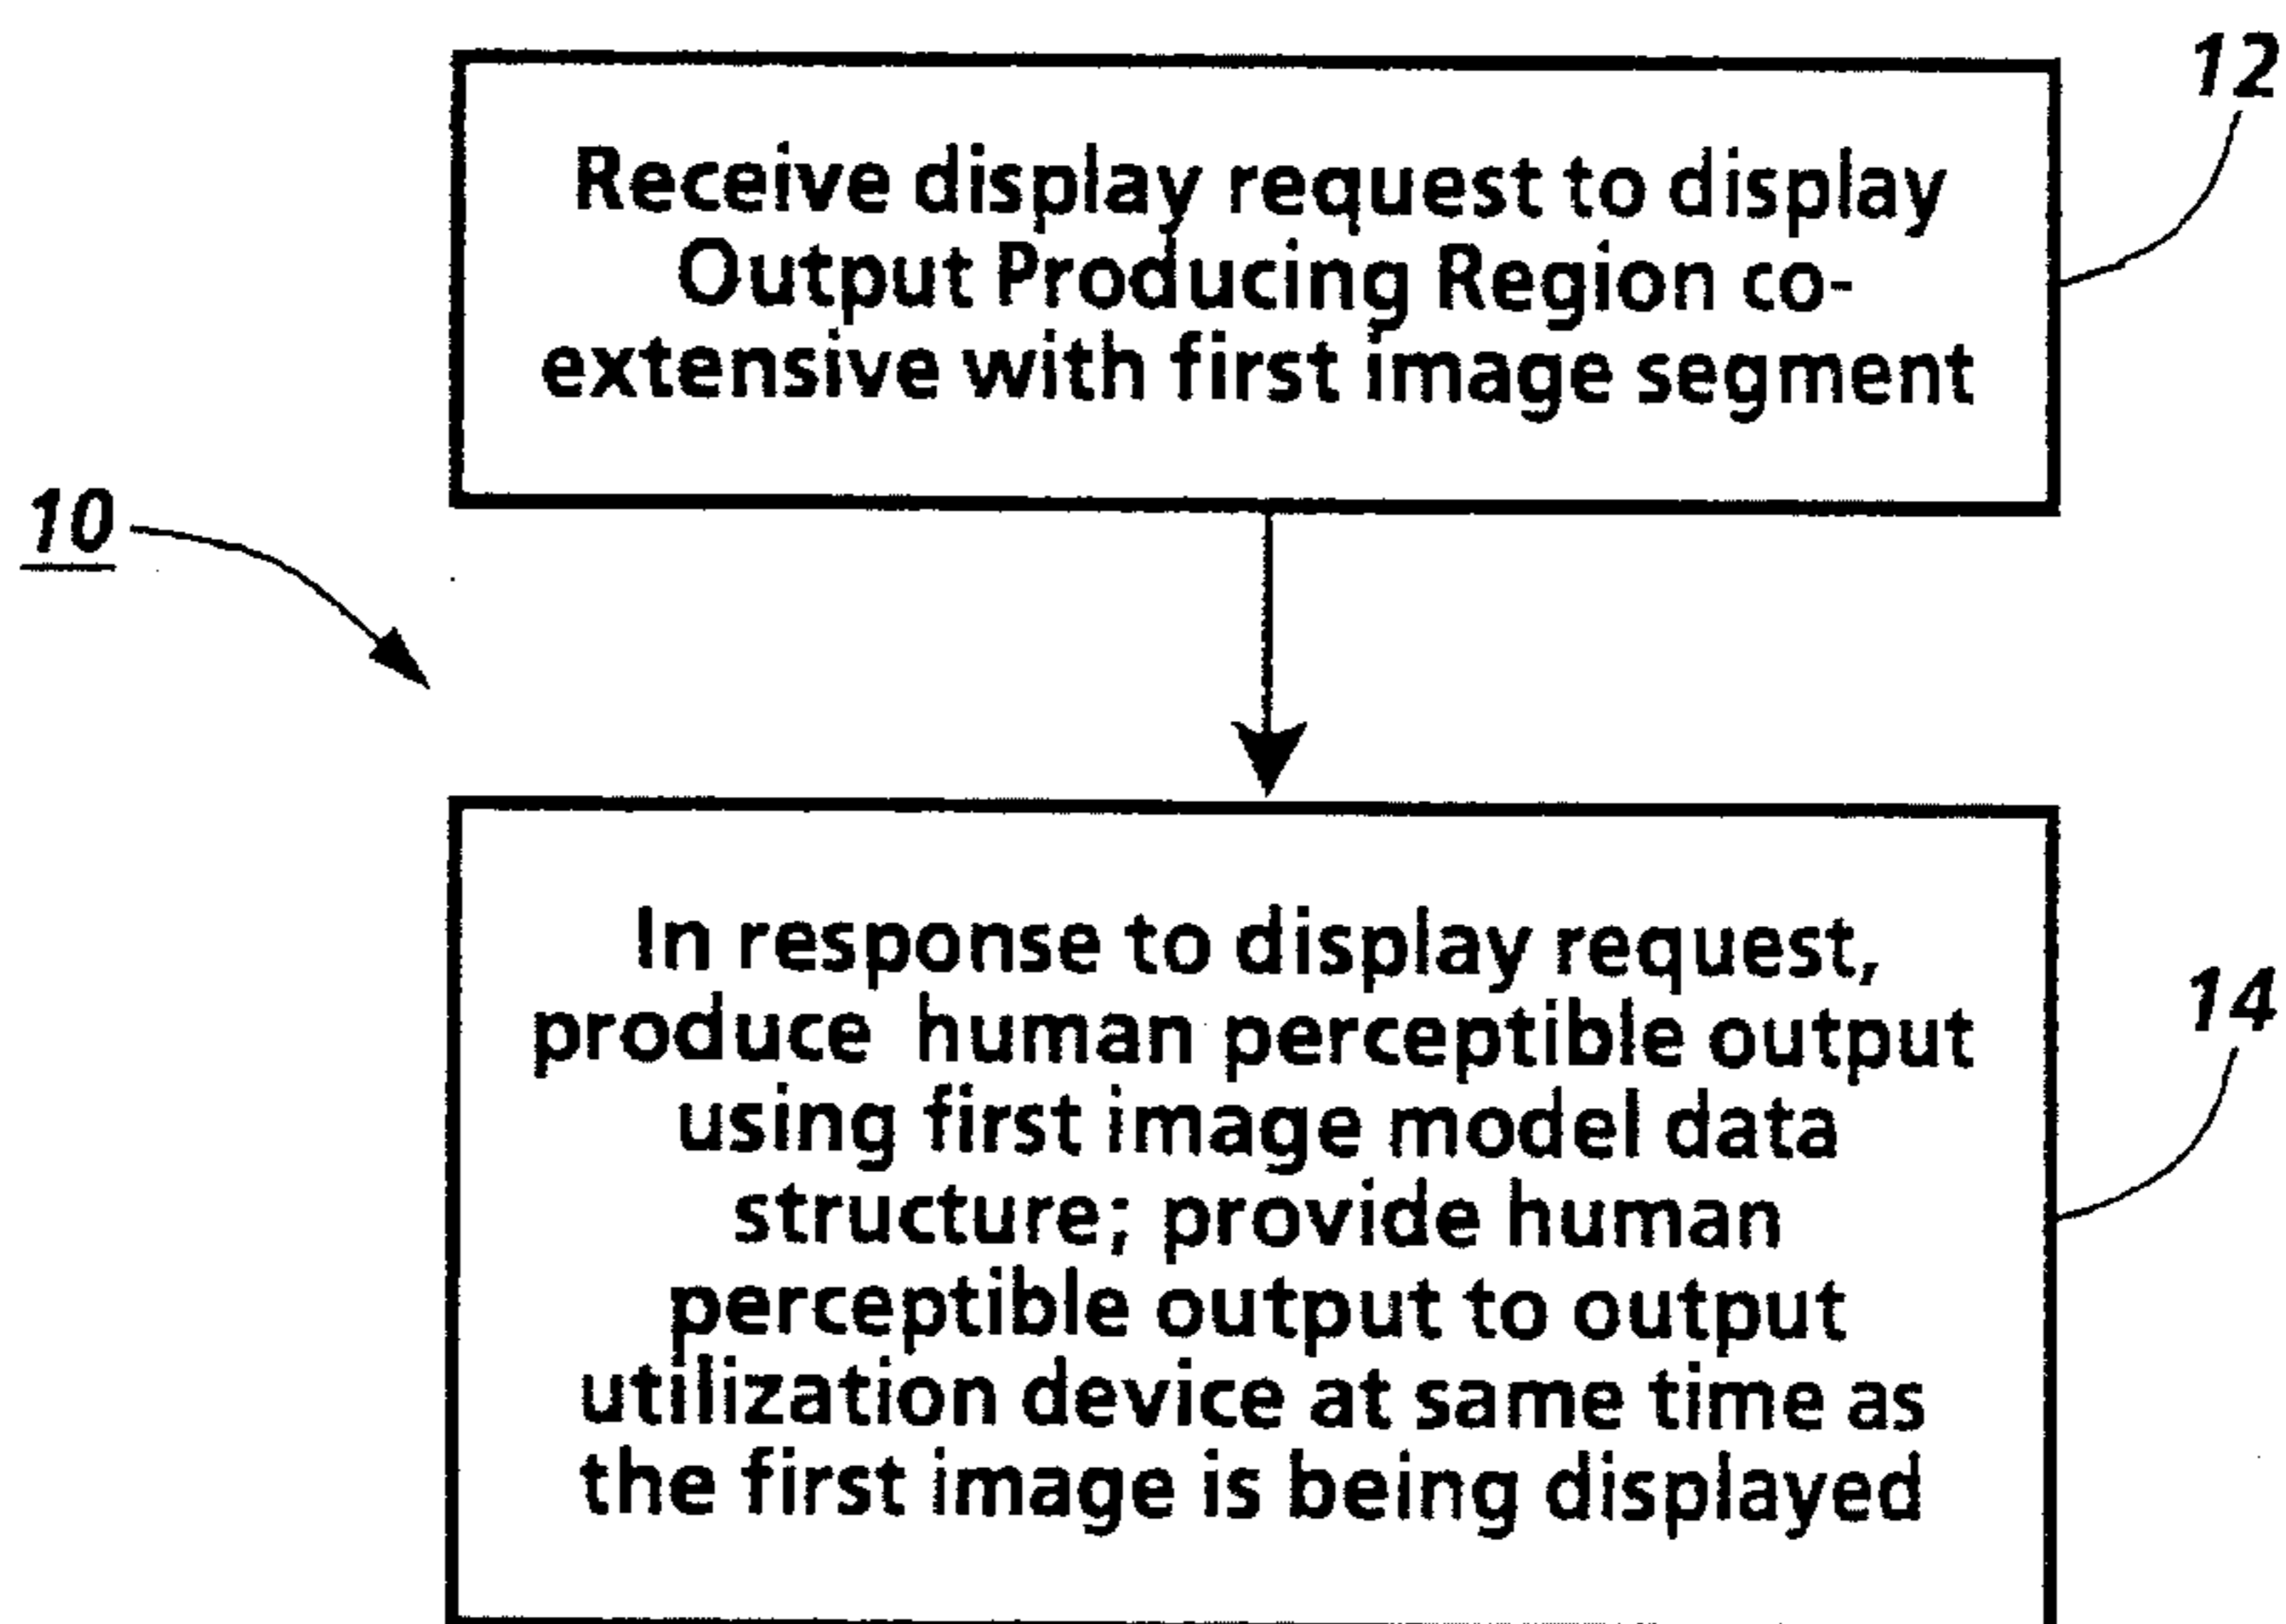 12
Receive display request to display
Output Producing Region co-
extensive with first image segment
10
In response to display request,
produce human perceptible output
using first image model data
structure; provide human
perceptible output to output
utilization device at same time as
the first image is being displayed
14